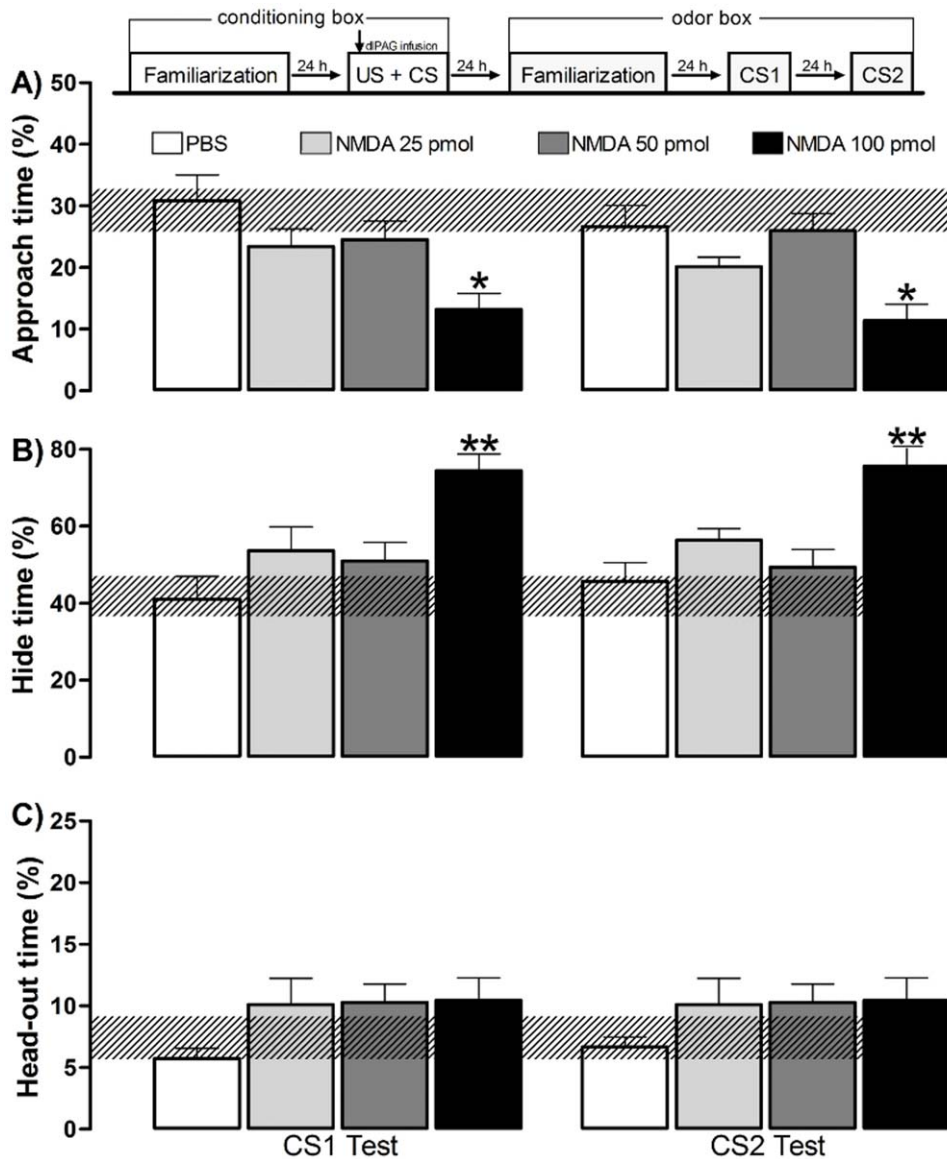 conditioning box odor box
dlPAG infusion
Familiarization 24 h US + CS 24 h Familiarization 24 h CS1 24 h CS2
A)
PBS NMDA 25 pmol NMDA 50 pmol NMDA 100 pmol
Approach time (%)
50
40
30
20
10
0
* *
B)
Hide time (%)
80
60
40
20
0
** **
C)
Head-out time (%)
25
20
15
10
5
0
CS1 Test CS2 Test